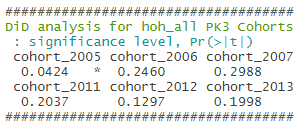 ##################################
DiD analysis for hoh_all PK3 Cohorts
: significance level, Pr(>|t|)
cohort_2005 cohort_2006 cohort_2007
0.0424 * 0.2460 0.2988
cohort_2011 cohort_2012 cohort_2013
0.2037 0.1297 0.1998
##################################